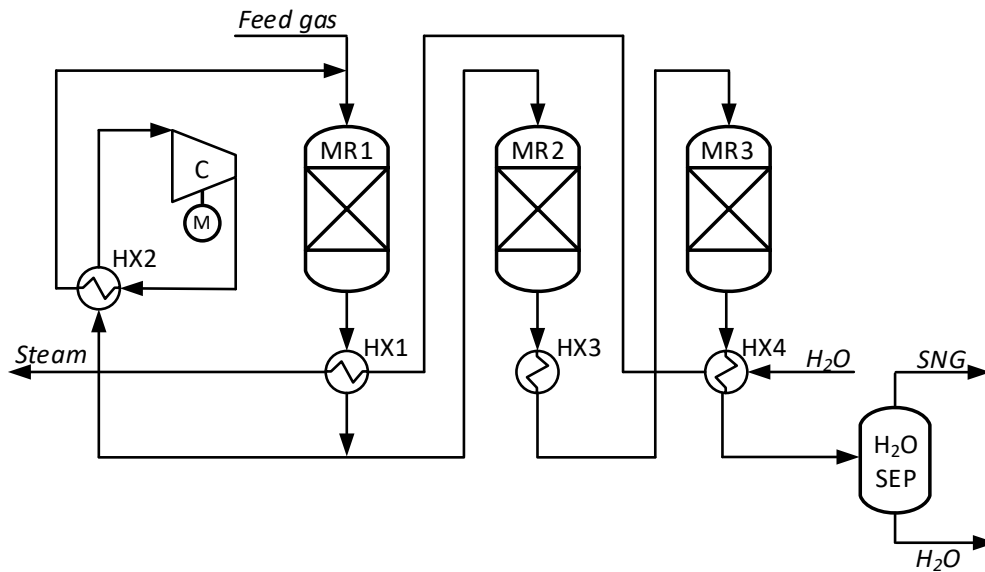 Feed gas
MR1
MR2
MR3
C
M
HX2
HX1
HX3
HX4
Steam
H₂O
SNG
H₂O
SEP
H₂O